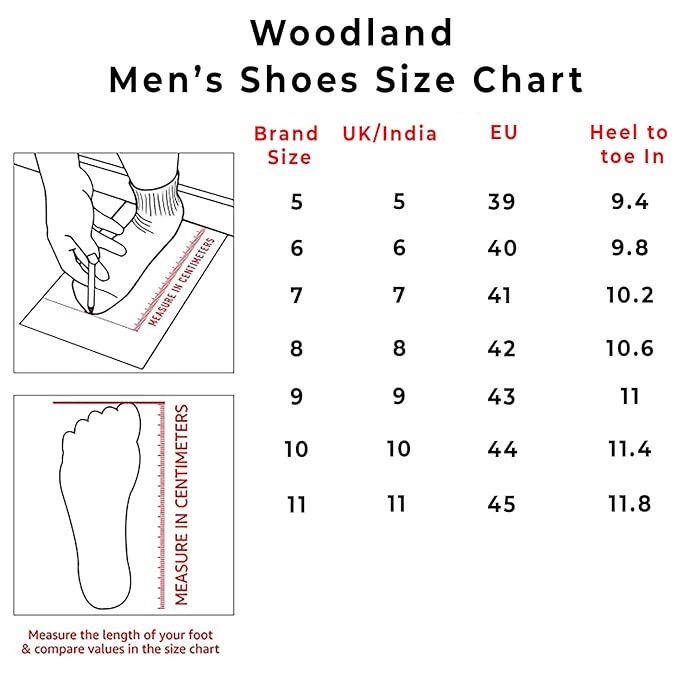 Woodland
Men's Shoes Size Chart
Brand Size UK/India EU Heel to toe In
5 5 39 9.4
6 6 40 9.8
7 7 41 10.2
8 8 42 10.6
9 9 43 11
10 10 44 11.4
11 11 45 11.8
MEASURE IN CENTIMETERS
MEASURE IN CENTIMETERS
Measure the length of your foot
& compare values in the size chart